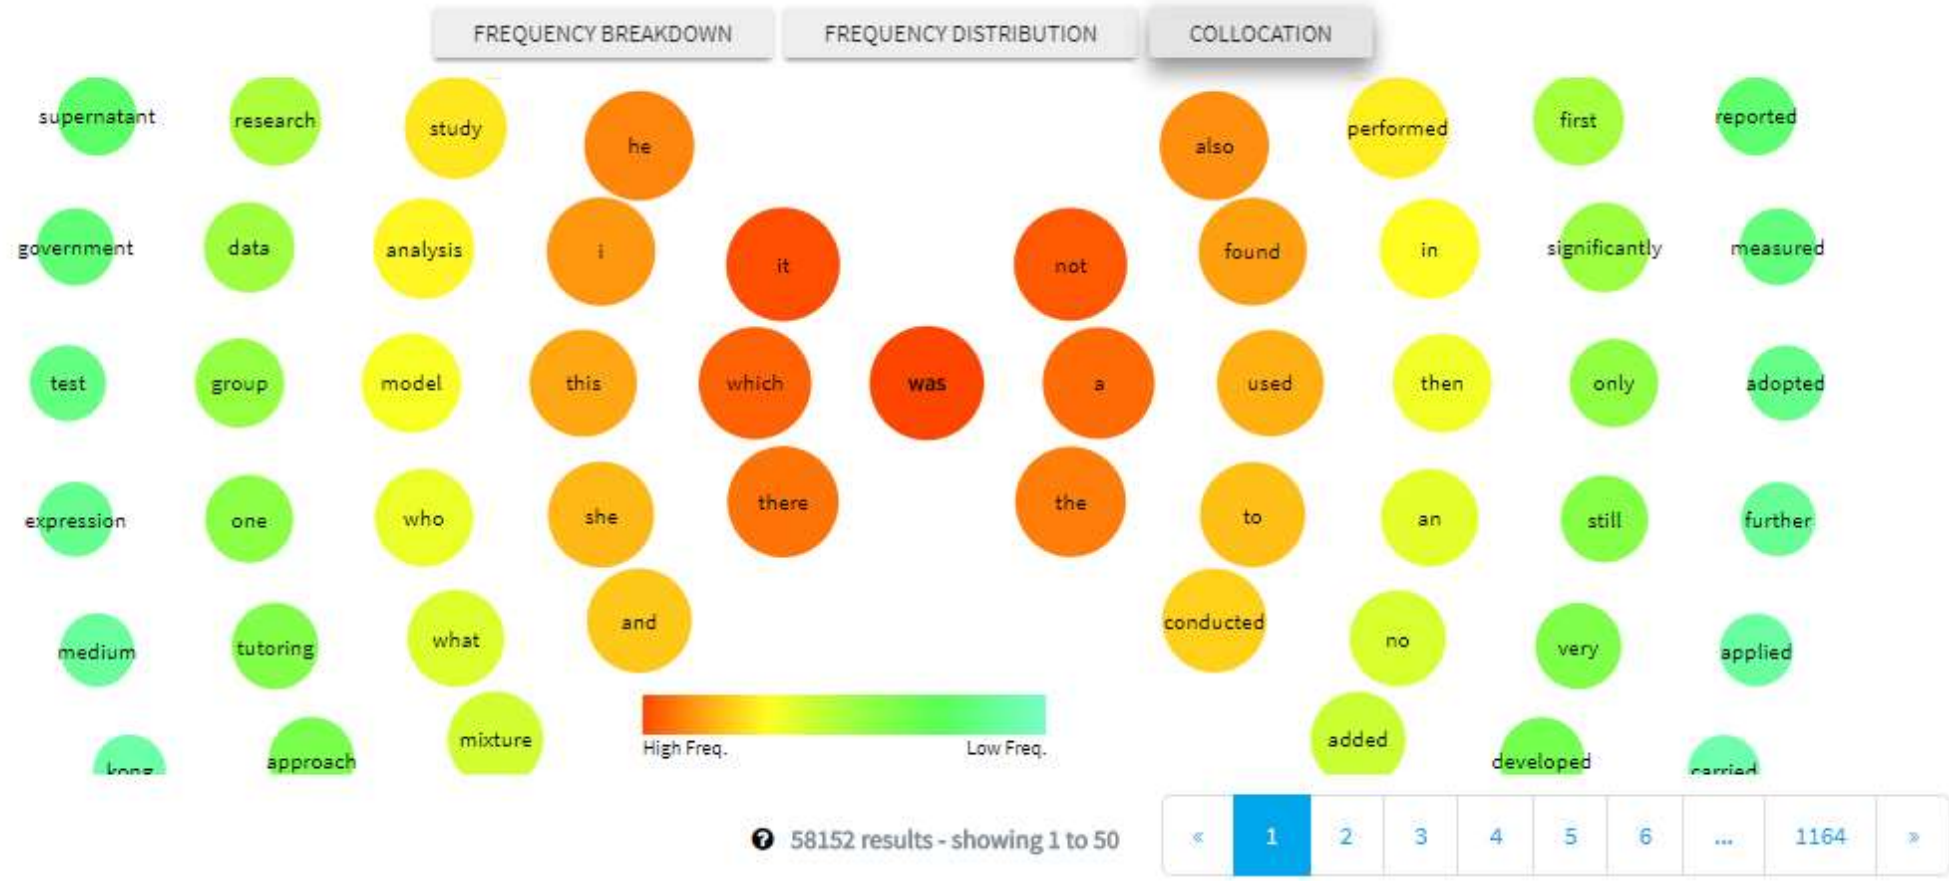 FREQUENCY BREAKDOWN FREQUENCY DISTRIBUTION COLLOCATION
supernatant research study he also performed first reported
government data analysis i it not found in significantly measured
test group model this which was a used then only adopted
expression one who she there the to an still further
medium tutoring what and conducted no very applied
kong approach mixture added developed carried
High Freq. Low Freq.
? 58152 results - showing 1 to 50 « 1 2 3 4 5 6 ... 1164 »